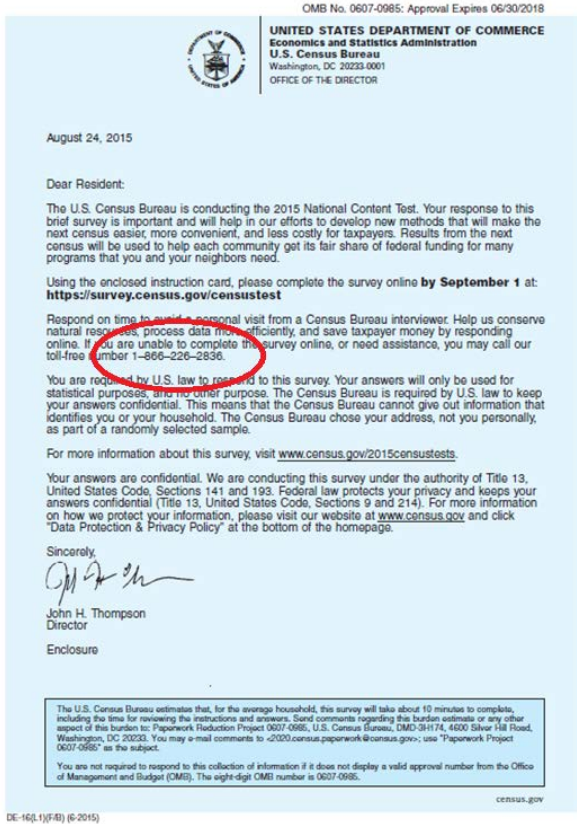 OMB No. 0607-0985: Approval Expires 06/30/2018
UNITED STATES DEPARTMENT OF COMMERCE
Economics and Statistics Administration
U.S. Census Bureau
Washington, DC 20233-0001
OFFICE OF THE DIRECTOR
August 24, 2015
Dear Resident:
The U.S. Census Bureau is conducting the 2015 National Content Test. Your response to this
brief survey is important and will help in our efforts to develop new methods that will make the
next census easier, more convenient, and less costly for taxpayers. Results from the next
census will be used to help each community get its fair share of federal funding for many
programs that you and your neighbors need.
Using the enclosed instruction card, please complete the survey online by September 1 at:
https://survey.census.gov/censustest
Respond on time to avoid a personal visit from a Census Bureau interviewer. Help us conserve
natural resources, process data more efficiently, and save taxpayer money by responding
online. If you are unable to complete the survey online, or need assistance, you may call our
toll-free number 1–866–226–2836.
You are required by U.S. law to respond to this survey. Your answers will only be used for
statistical purposes, and no other purpose. The Census Bureau is required by U.S. law to keep
your answers confidential. This means that the Census Bureau cannot give out information that
identifies you or your household. The Census Bureau chose your address, not you personally,
as part of a randomly selected sample.
For more information about this survey, visit www.census.gov/2015censustests.
Your answers are confidential. We are conducting this survey under the authority of Title 13,
United States Code, Sections 141 and 193. Federal law protects your privacy and keeps your
answers confidential (Title 13, United States Code, Sections 9 and 214). For more information
on how we protect your information, please visit our website at www.census.gov and click
"Data Protection & Privacy Policy" at the bottom of the homepage.
Sincerely,
John H. Thompson
Director
Enclosure
The U.S. Census Bureau estimates that, for the average household, this survey will take about 10 minutes to complete,
including the time for reviewing the instructions and answers. Send comments regarding this burden estimate or any other
aspect of this burden to: Paperwork Reduction Project 0607-0985, U.S. Census Bureau, DMD-3H174, 4600 Silver Hill Road,
Washington, DC 20233. You may e-mail comments to <2020.census.paperwork@census.gov>; use "Paperwork Project
0607-0985" as the subject.
You are not required to respond to this collection of information if it does not display a valid approval number from the Office
of Management and Budget (OMB). The eight-digit OMB number is 0607-0985.
census.gov
DE-16(L1)(F/B) (6-2015)